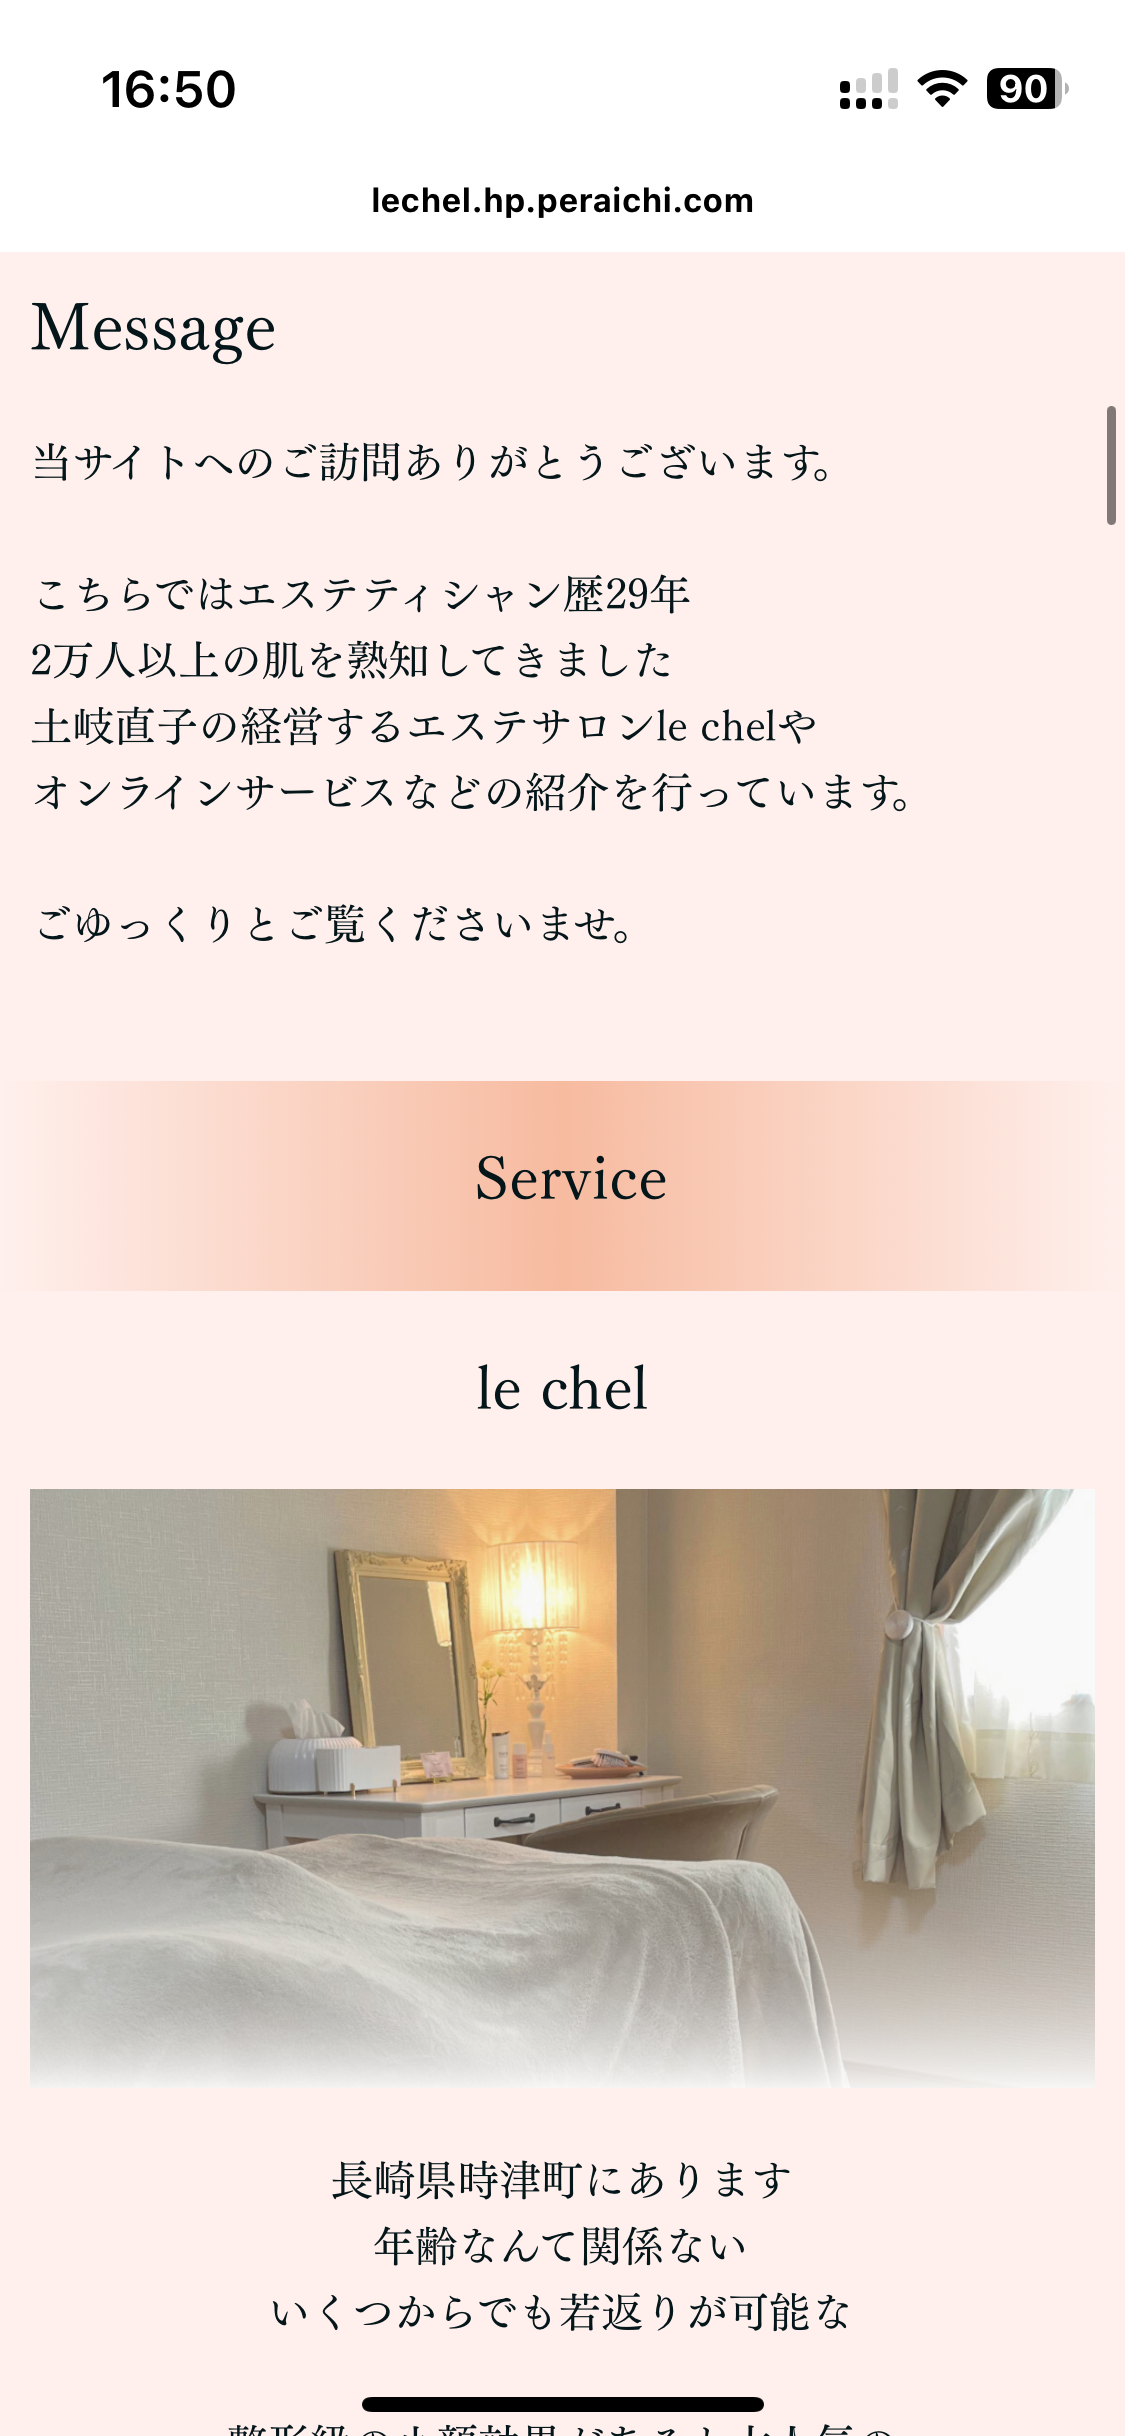 16:50
90
lechel.hp.peraichi.com
Message
当サイトへのご訪問ありがとうございます。
こちらではエステティシャン歴29年
2万人以上の肌を熟知してきました
土岐直子の経営するエステサロンle chelや
オンラインサービスなどの紹介を行っています。
ごゆっくりとご覧くださいませ。
Service
le chel
長崎県時津町にあります
年齢なんて関係ない
いくつからでも若返りが可能な